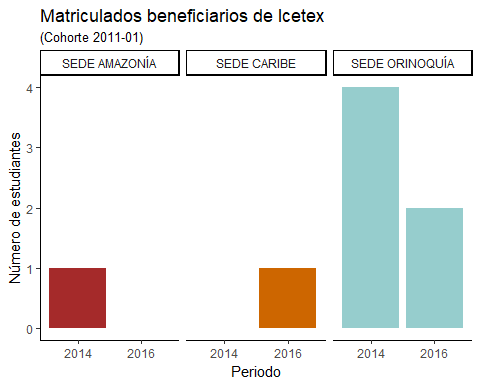 Matriculados beneficiarios de Icetex
(Cohorte 2011-01)
SEDE AMAZONÍA SEDE CARIBE SEDE ORINOQUÍA
Número de estudiantes
4
3
2
1
0
2014 2016 2014 2016 2014 2016
Periodo